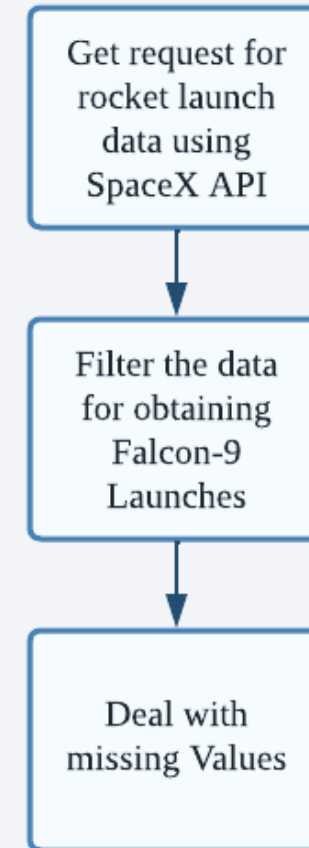 Get request for
rocket launch
data using
SpaceX API
Filter the data
for obtaining
Falcon-9
Launches
Deal with
missing Values